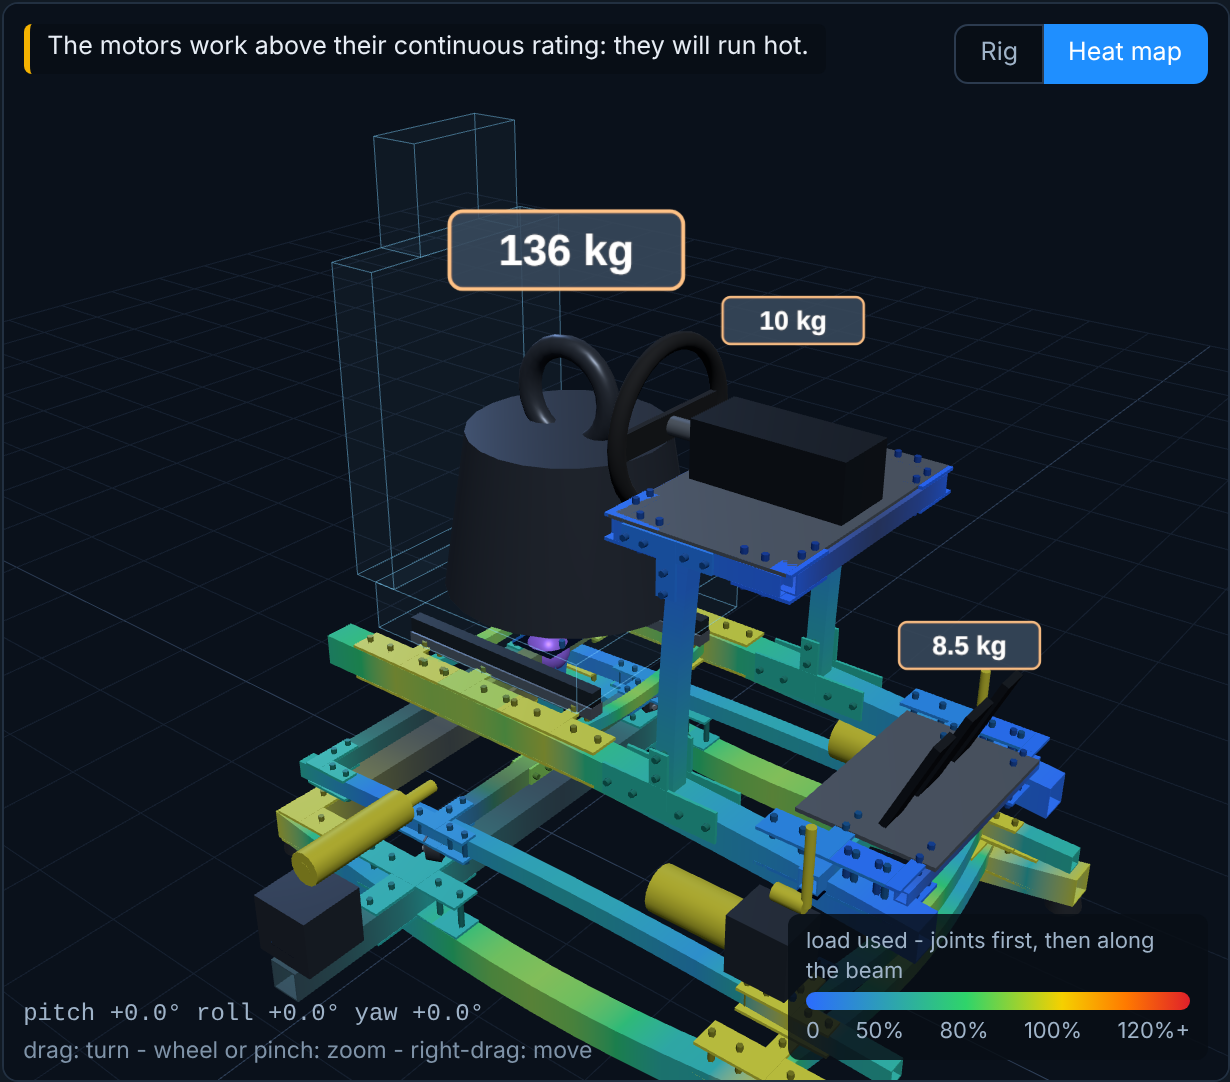 The motors work above their continuous rating: they will run hot.
Rig
Heat map
136 kg
10 kg
8.5 kg
load used - joints first, then along
the beam
0 50% 80% 100% 120%+
pitch +0.0° roll +0.0° yaw +0.0°
drag: turn - wheel or pinch: zoom - right-drag: move